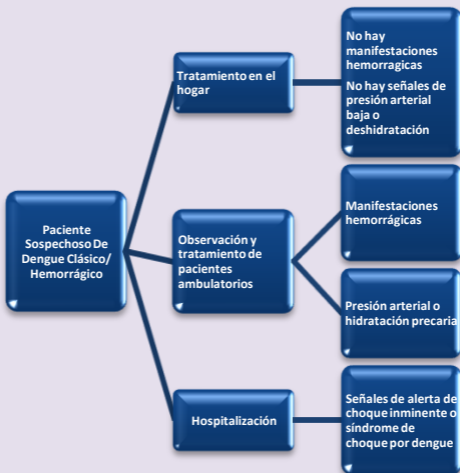 Paciente
Sospechoso De
Dengue Clásico/
Hemorrágico
Tratamiento en el
hogar
No hay
manifestaciones
hemorragicas
No hay señales de
presión arterial
baja o
deshidratación
Observación y
tratamiento de
pacientes
ambulatorios
Manifestaciones
hemorrágicas
Presión arterial o
hidratación precaria
Hospitalización
Señales de alerta de
choque inminente o
síndrome de
choque por dengue